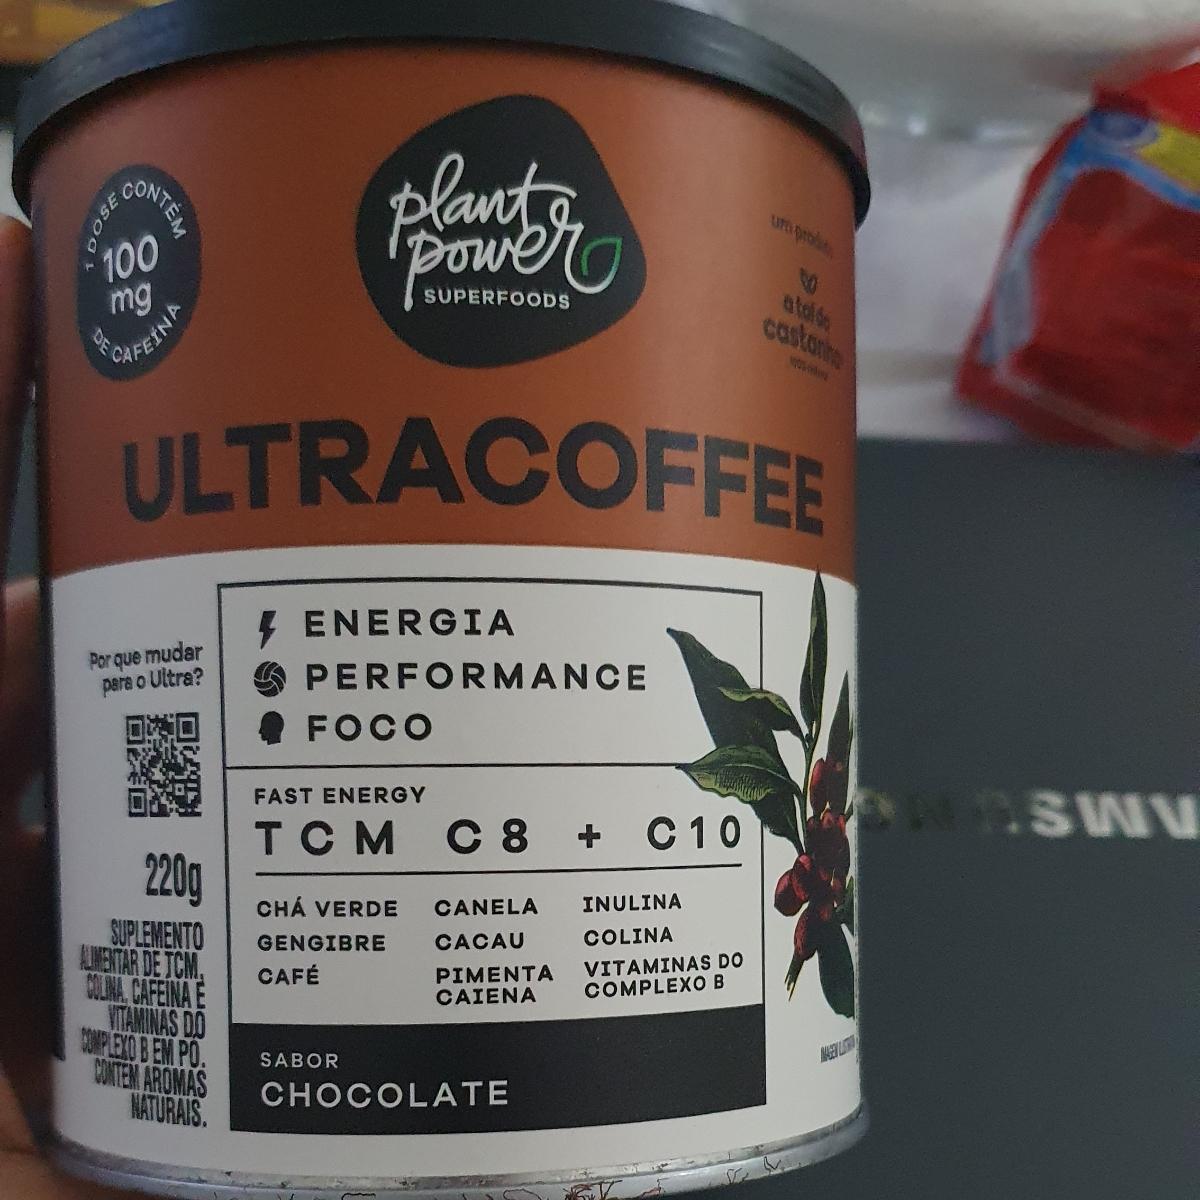 1 DOSE CONTÉM
100
mg
DE CAFEÍNA
plant
power
SUPERFOODS
um produto
a tal da
castanha
ULTRACOFFEE
Por que mudar
para o Ultra?
220g
SUPLEMENTO
ALIMENTAR DE TCM,
COLINA, CAFEÍNA E
VITAMINAS DO
COMPLEXO B EM PÓ.
CONTÉM AROMAS
NATURAIS.
ENERGIA
PERFORMANCE
FOCO
FAST ENERGY
TCM C8 + C10
CHÁ VERDE
GENGIBRE
CAFÉ
CANELA
CACAU
PIMENTA
CAIENA
INULINA
COLINA
VITAMINAS DO
COMPLEXO B
SABOR
CHOCOLATE
IMAGEM